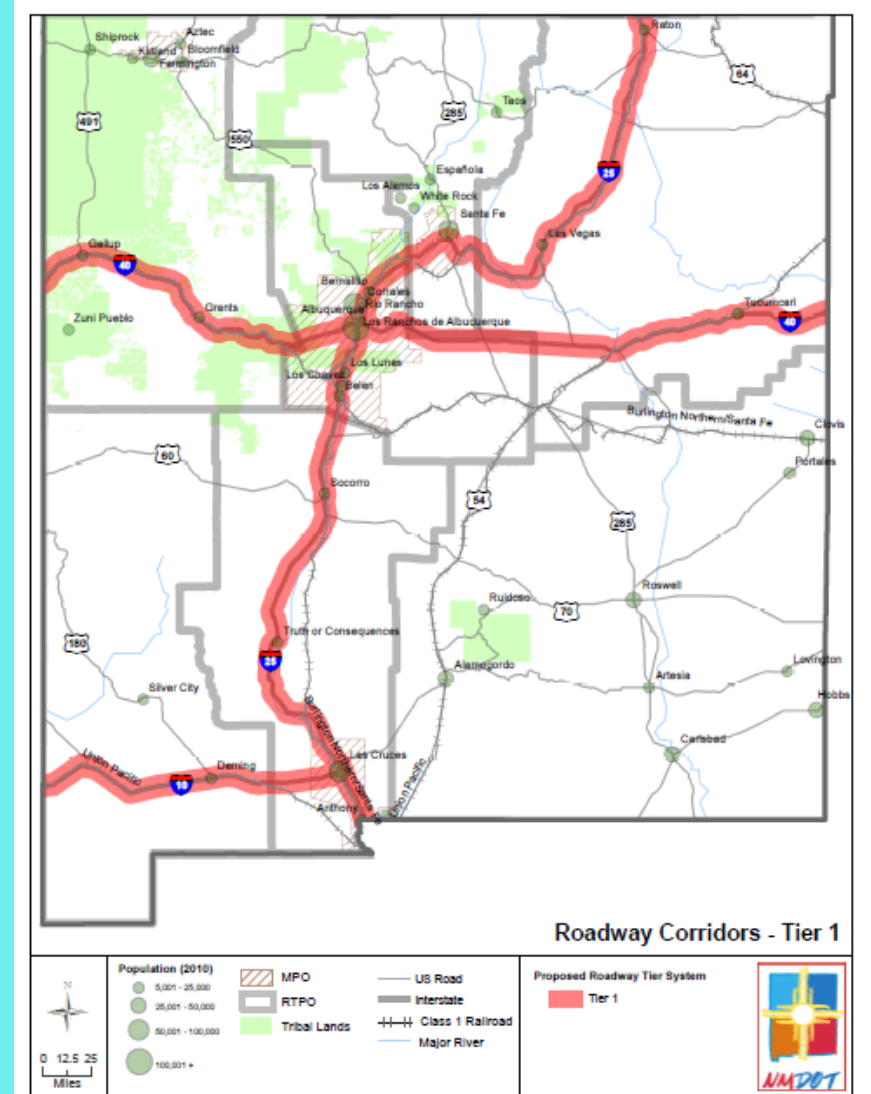 Raton
Aztec
Shiprock
Bloomfield
Kirtland
Farmington
64
Taos
285
491
550
Española
25
Los Alamos
White Rock
Santa Fe
Las Vegas
Gallup
40
Bernalillo
Corrales
Tucumcari
Rio Rancho
Grants
Albuquerque
Zuni Pueblo
Los Ranchos de Albuquerque
40
Los Lunas
Los Chavez
Belen
Burlington Northern/Santa Fe
Clovis
60
Portales
Socorro
54
285
Roswell
Ruidoso
70
Truth or Consequences
180
25
Alamogordo
Lovington
Artesia
Silver City
Hobbs
Burlington Northern/Santa Fe
Carlsbad
Las Cruces
Union Pacific
Deming
10
Union Pacific
Anthony
Roadway Corridors - Tier 1
N
0 12.5 25
Miles
Population (2010)
5,001 - 25,000
25,001 - 50,000
50,001 - 100,000
100,001 +
MPO
RTPO
Tribal Lands
US Road
Interstate
Class 1 Railroad
Major River
Proposed Roadway Tier System
Tier 1
NMDOT